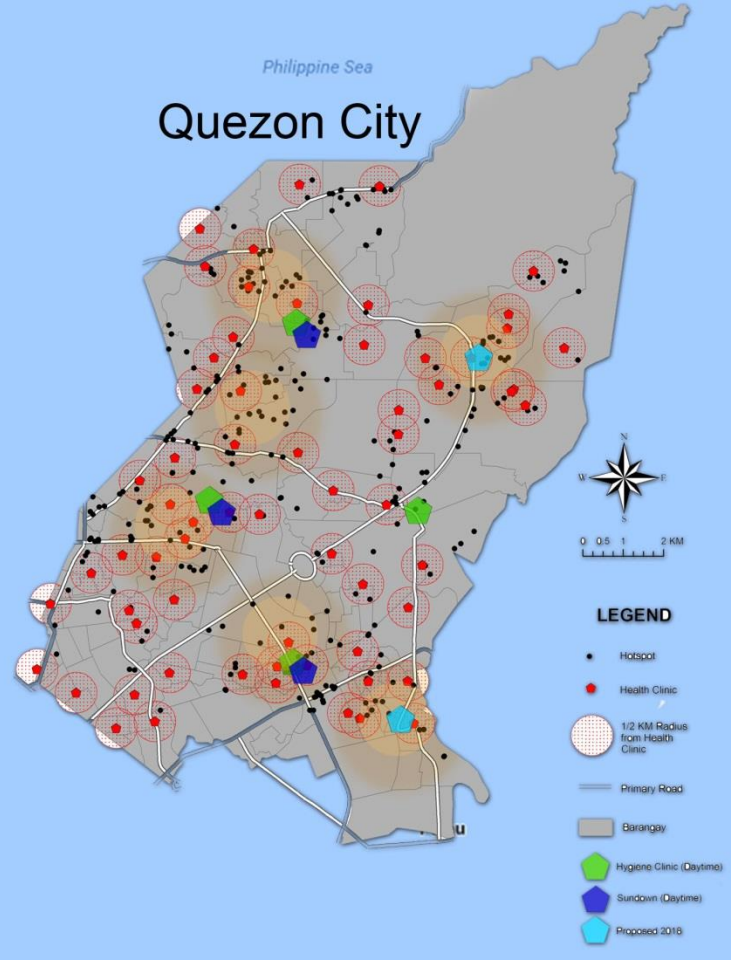 Philippine Sea
Quezon City
N
W E
S
0 0.5 1 2 KM
LEGEND
Hotspot
Health Clinic
1/2 KM Radius
from Health
Clinic
Primary Road
Barangay
u
Hygiene Clinic (Daytime)
Sundown (Daytime)
Proposed 2016